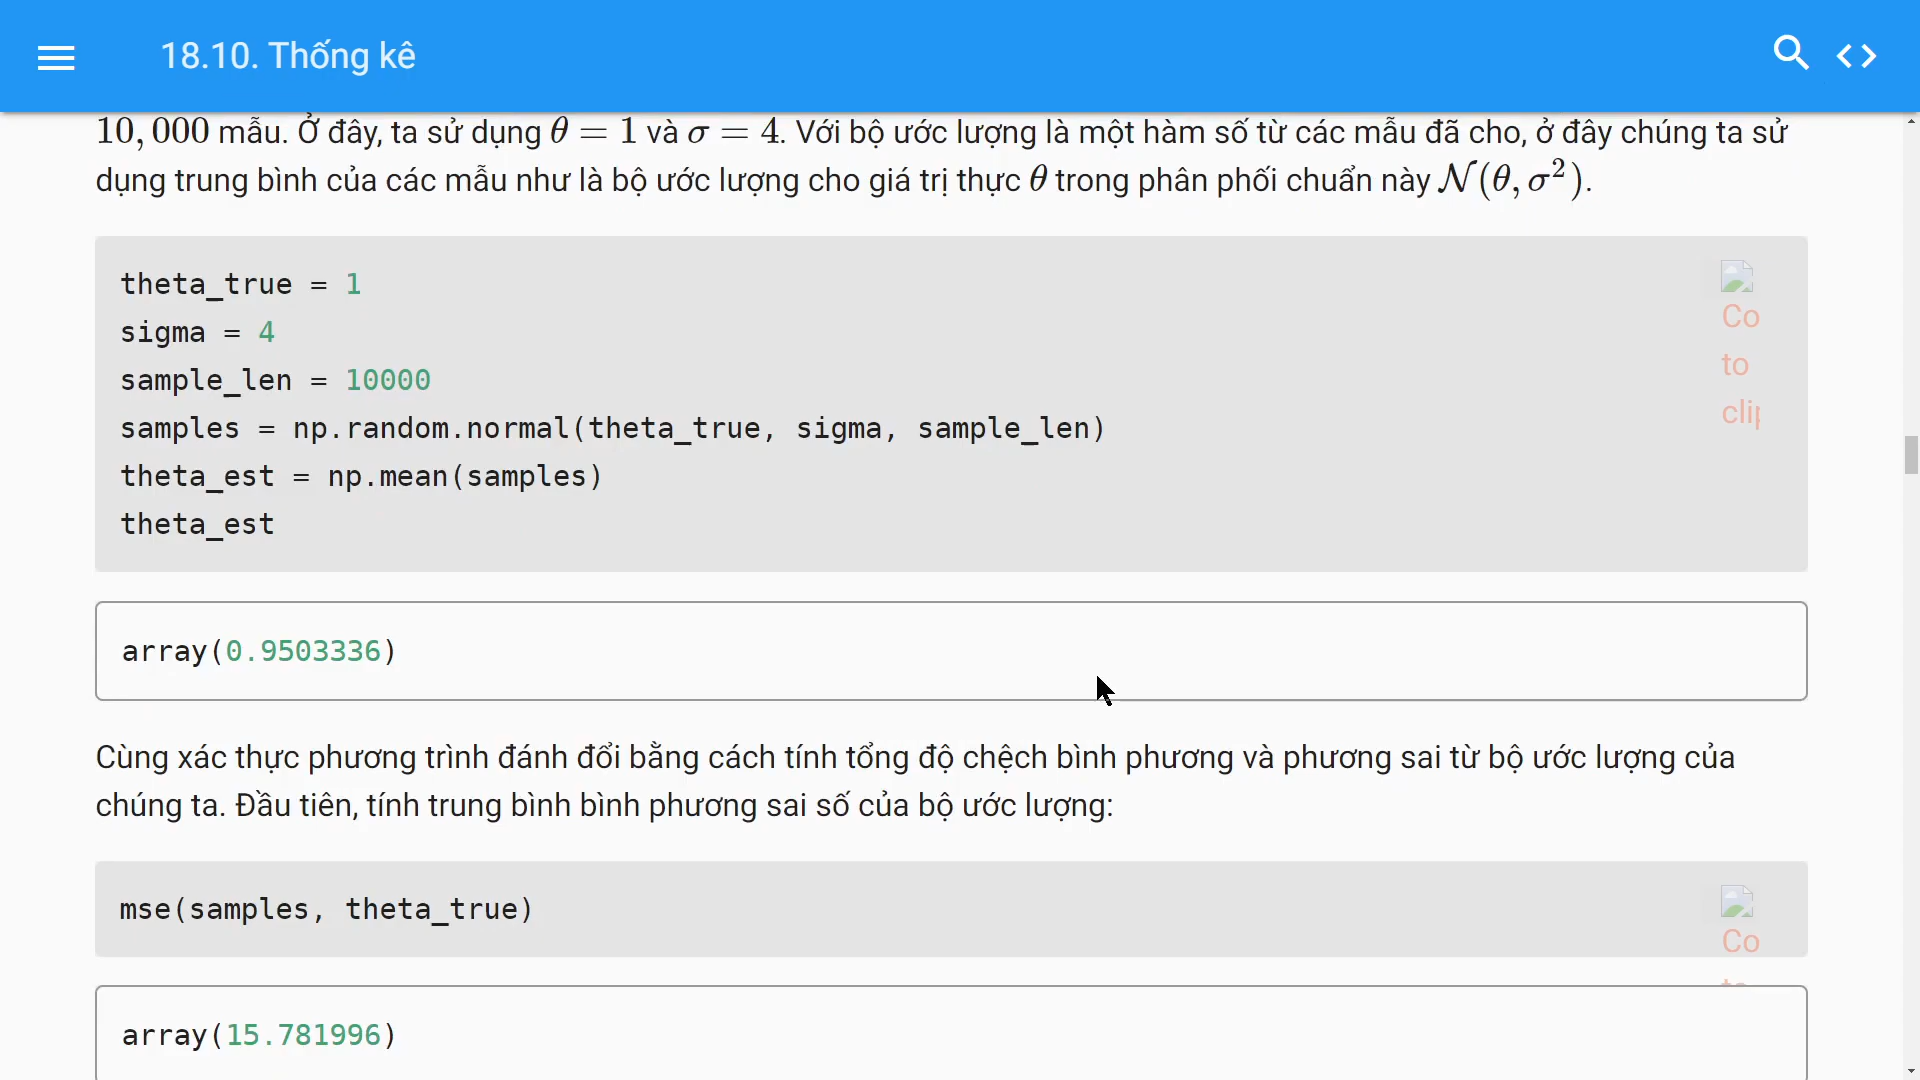 18.10. Thống kê
10,000 mẫu. Ở đây, ta sử dụng θ = 1 và σ = 4. Với bộ ước lượng là một hàm số từ các mẫu đã cho, ở đây chúng ta sử
dụng trung bình của các mẫu như là bộ ước lượng cho giá trị thực θ trong phân phối chuẩn này 𝒩(θ, σ²).
theta_true = 1
sigma = 4
sample_len = 10000
samples = np.random.normal(theta_true, sigma, sample_len)
theta_est = np.mean(samples)
theta_est
Co
to
clip
array(0.9503336)
Cùng xác thực phương trình đánh đổi bằng cách tính tổng độ chệch bình phương và phương sai từ bộ ước lượng của
chúng ta. Đầu tiên, tính trung bình bình phương sai số của bộ ước lượng:
mse(samples, theta_true)
Co
array(15.781996)